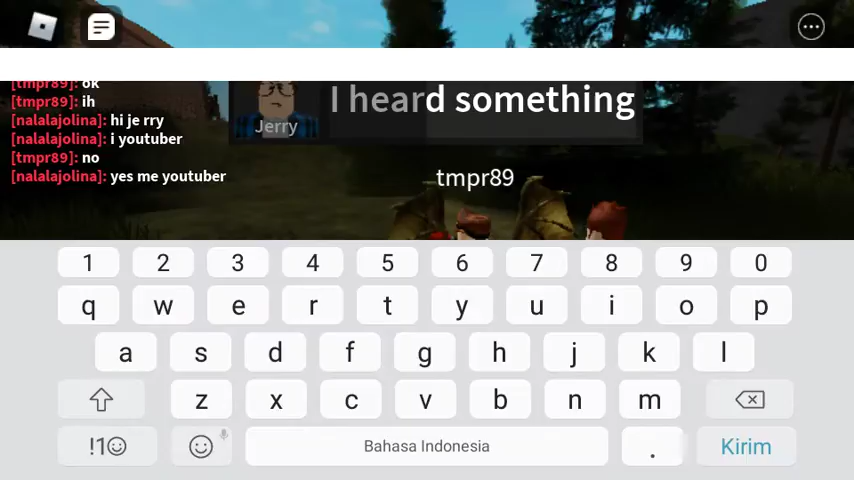 [tmpr89]: ok
[tmpr89]: ih
[nalalajolina]: hi je rry
[nalalajolina]: i youtuber
[tmpr89]: no
[nalalajolina]: yes me youtuber
I heard something
Jerry
tmpr89
1 2 3 4 5 6 7 8 9 0
q w e r t y u i o p
a s d f g h j k l
z x c v b n m
!1☺ Bahasa Indonesia . Kirim